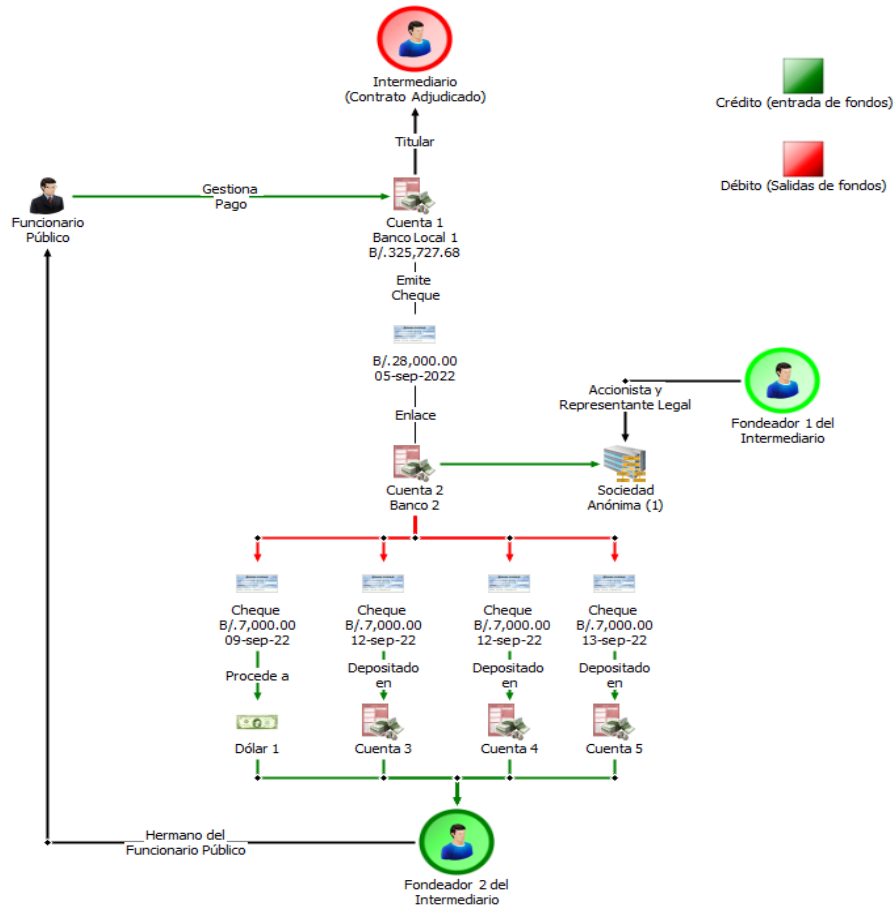 Intermediario
(Contrato Adjudicado)
Crédito (entrada de fondos)
Titular
Débito (Salidas de fondos)
Gestiona
Pago
Funcionario
Público
Cuenta 1
Banco Local 1
B/.325,727.68
Emite
Cheque
B/.28,000.00
05-sep-2022
Accionista y
Representante Legal
Enlace
Fondeador 1 del
Intermediario
Cuenta 2
Banco 2
Sociedad
Anónima (1)
Cheque
B/.7,000.00
09-sep-22
Cheque
B/.7,000.00
12-sep-22
Cheque
B/.7,000.00
12-sep-22
Cheque
B/.7,000.00
13-sep-22
Procede a
Depositado
en
Depositado
en
Depositado
en
Dólar 1
Cuenta 3
Cuenta 4
Cuenta 5
Hermano del
Funcionario Público
Fondeador 2 del
Intermediario